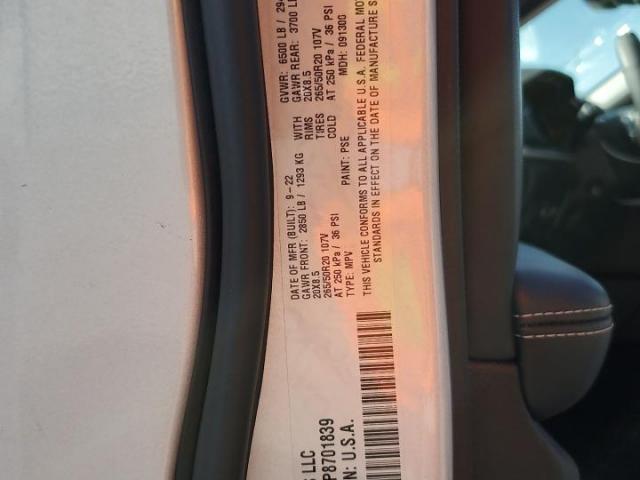 S LLC
DATE OF MFR (BUILT): 9-22 GVWR: 6500 LB / 29
GAWR FRONT: 2850 LB / 1293 KG WITH GAWR REAR: 3700 LB
20X8.5 RIMS 20X8.5
265/50R20 107V TIRES 265/50R20 107V
AT 250 kPa / 36 PSI COLD AT 250 kPa / 36 PSI
TYPE: MPV PAINT: PSE MDH: 091300
THIS VEHICLE CONFORMS TO ALL APPLICABLE U.S.A. FEDERAL MOT
STANDARDS IN EFFECT ON THE DATE OF MANUFACTURE S
P8701839
N: U.S.A.